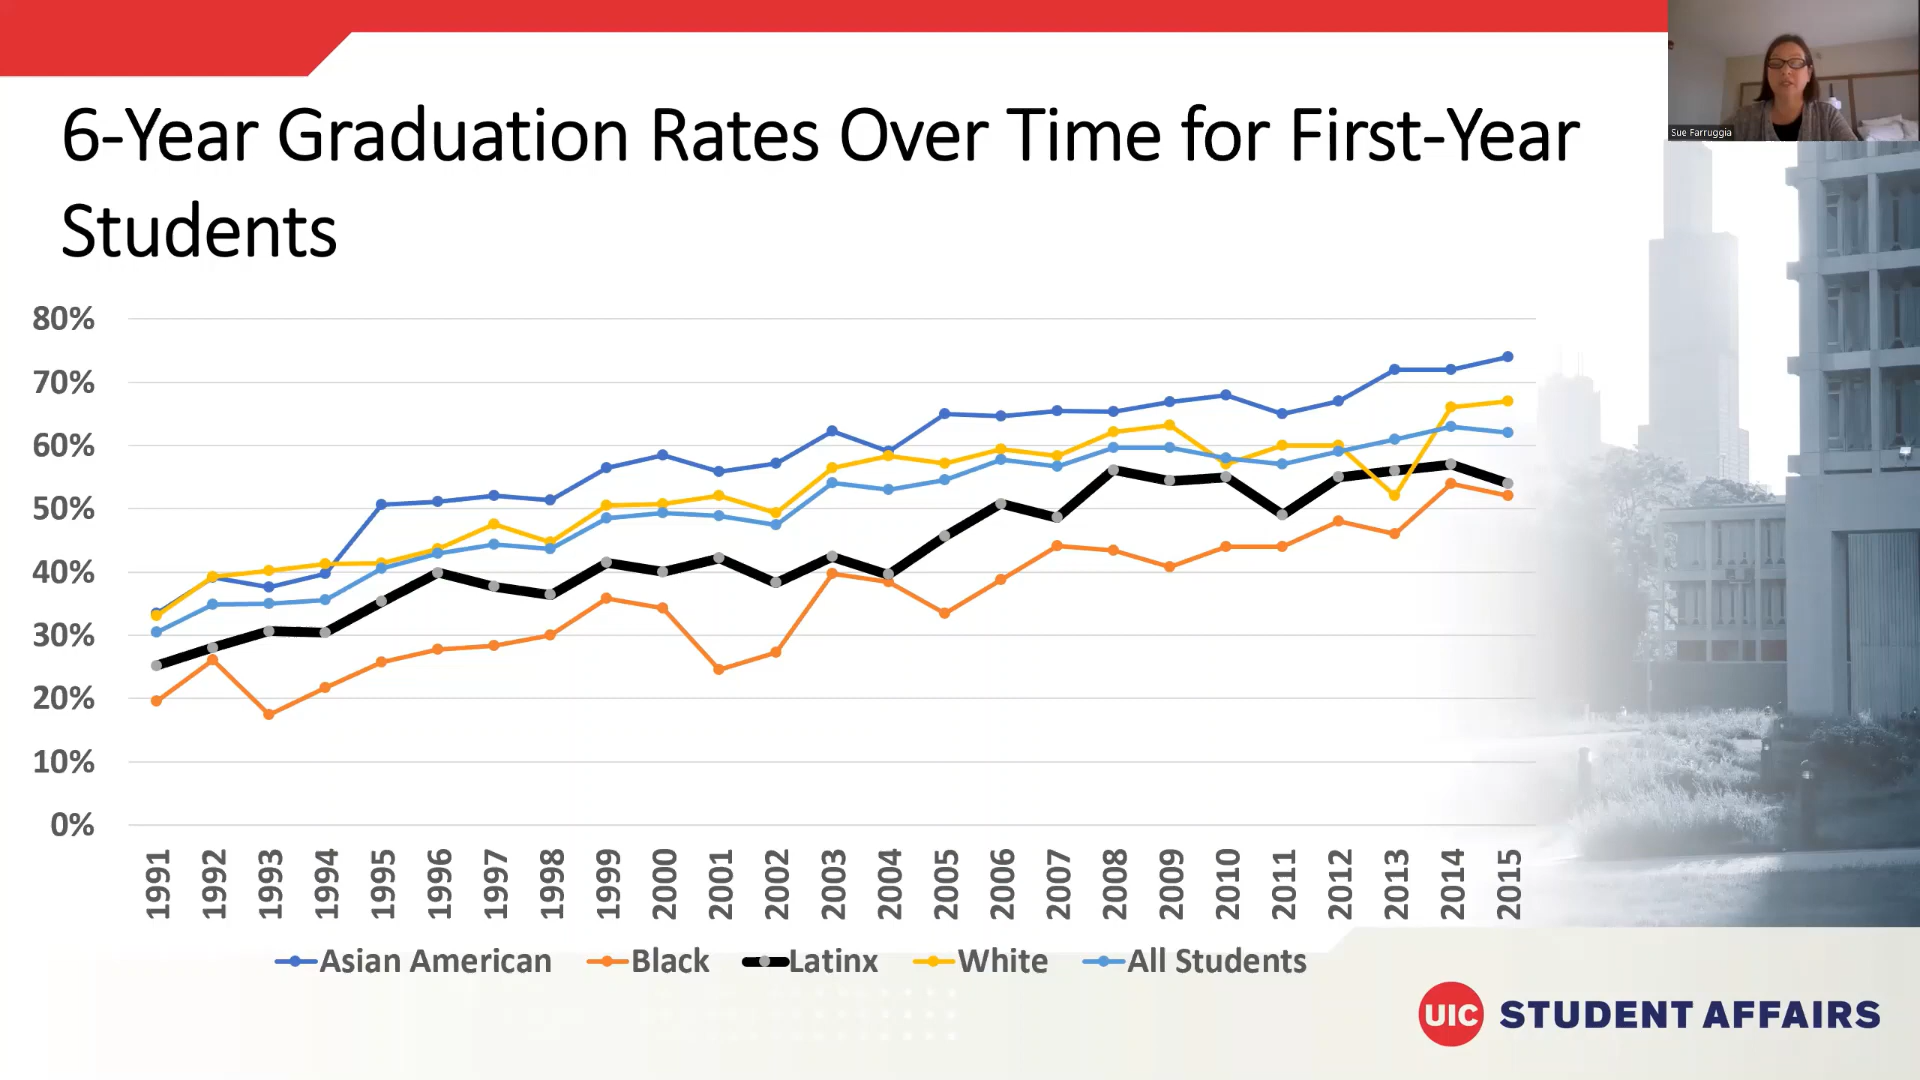 Sue Farruggia
6-Year Graduation Rates Over Time for First-Year
Students
80%
70%
60%
50%
40%
30%
20%
10%
0%
1991 1992 1993 1994 1995 1996 1997 1998 1999 2000 2001 2002 2003 2004 2005 2006 2007 2008 2009 2010 2011 2012 2013 2014 2015
Asian American Black Latinx White All Students
UIC STUDENT AFFAIRS